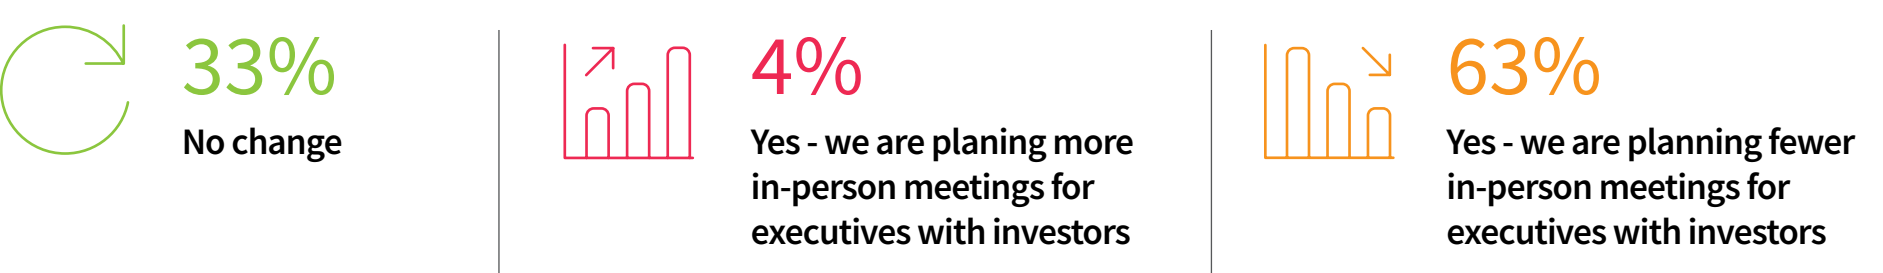 33%
No change
4%
Yes - we are planing more
in-person meetings for
executives with investors
63%
Yes - we are planning fewer
in-person meetings for
executives with investors